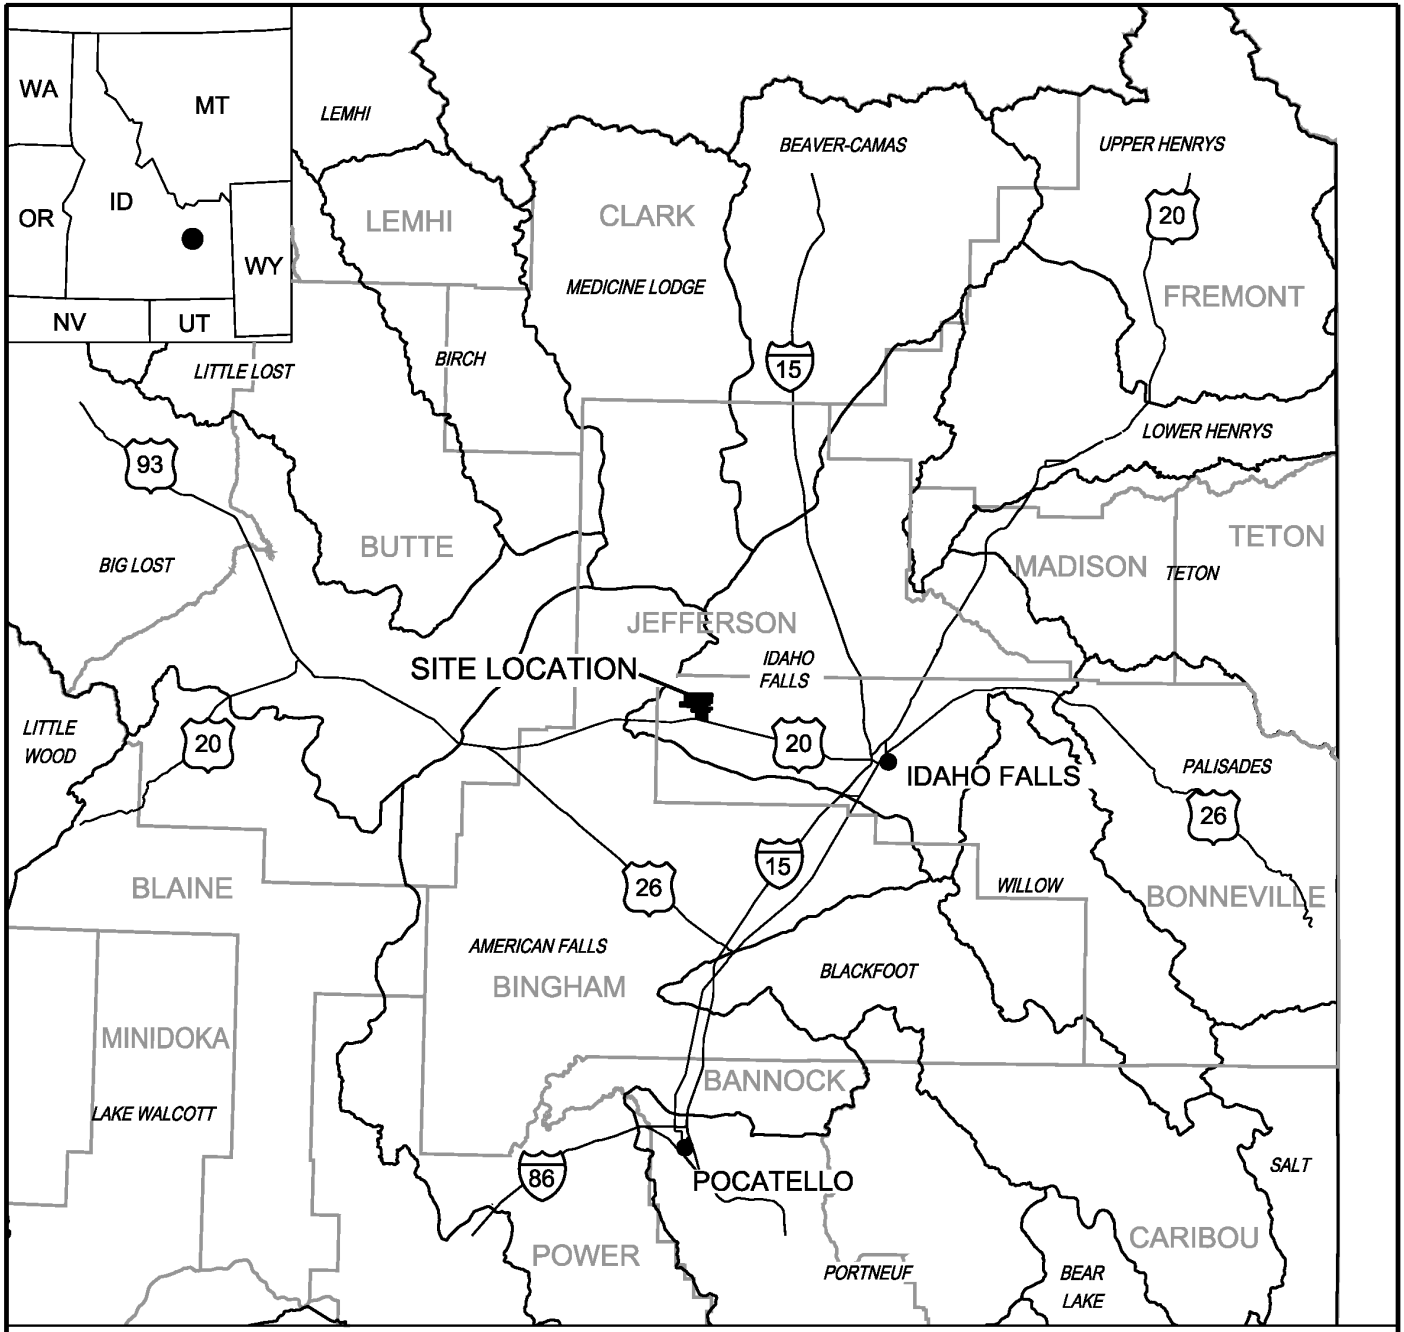 WA
MT
OR
ID
WY
NV
UT
LEMHI
BEAVER-CAMAS
UPPER HENRYS
LEMHI
CLARK
20
MEDICINE LODGE
FREMONT
LITTLE LOST
BIRCH
15
LOWER HENRYS
93
BUTTE
TETON
BIG LOST
MADISON
TETON
JEFFERSON
SITE LOCATION
IDAHO
FALLS
LITTLE
WOOD
20
20
IDAHO FALLS
PALISADES
26
15
26
BLAINE
WILLOW
BONNEVILLE
AMERICAN FALLS
BINGHAM
BLACKFOOT
MINIDOKA
BANNOCK
LAKE WALCOTT
86
POCATELLO
SALT
POWER
CARIBOU
PORTNEUF
BEAR
LAKE